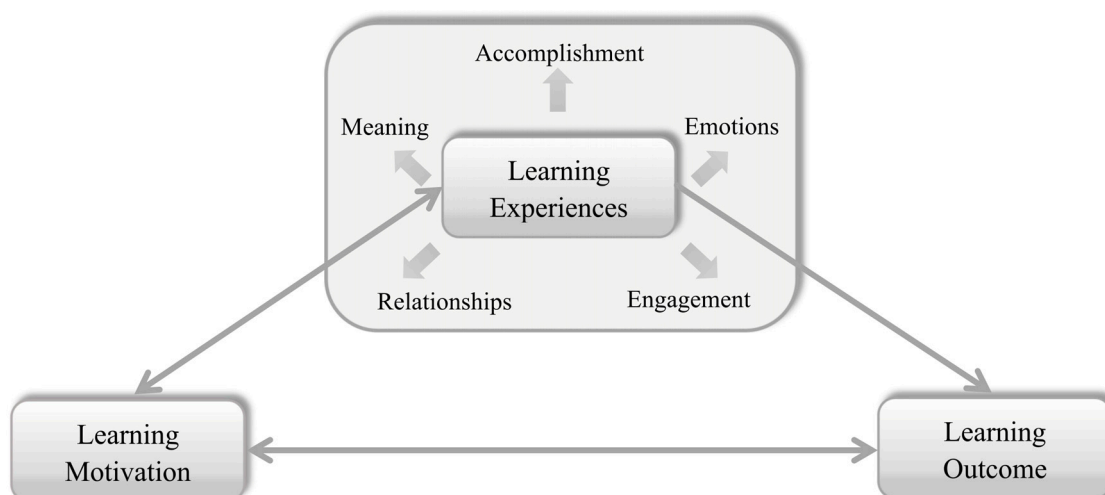 Accomplishment
Meaning
Emotions
Learning
Experiences
Relationships
Engagement
Learning
Motivation
Learning
Outcome